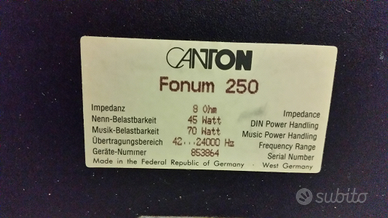 CANTON
Fonum 250
Impedanz 8 Ohm Impedance
Nenn-Belastbarkeit 45 Watt DIN Power Handling
Musik-Belastbarkeit 70 Watt Music Power Handling
Übertragungsbereich 42...24000 Hz Frequency Range
Geräte-Nummer 853864 Serial Number
Made in the Federal Republic of Germany West Germany
subito